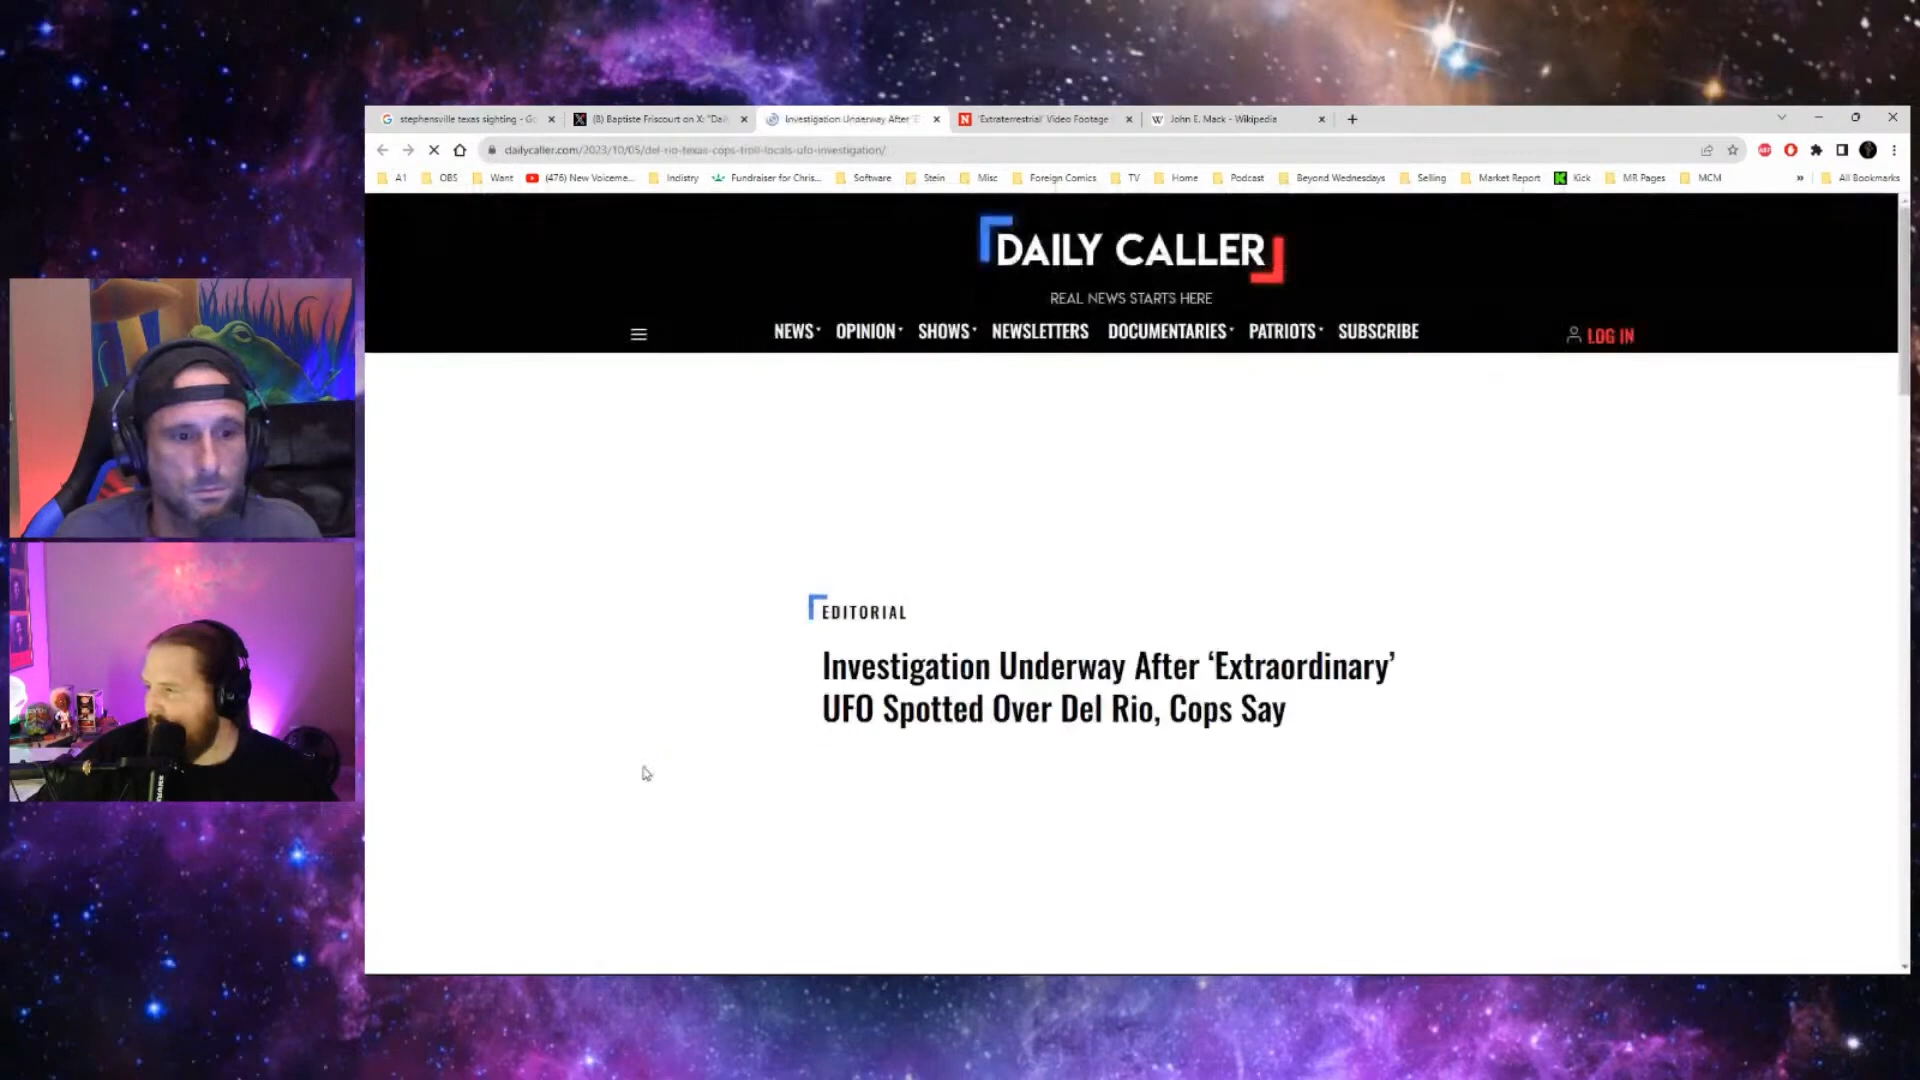 stephensville texas sighting - Go
(8) Baptiste Friscourt on X: "Dai
Investigation Underway After 'E
'Extraterrestrial' Video Footage
John E. Mack - Wikipedia
dailycaller.com/2023/10/05/del-rio-texas-cops-troll-locals-ufo-investigation/
A1 OBS Want (476) New Voiceme... Indistry Fundraiser for Chris... Software Stein Misc Foreign Comics TV Home Podcast Beyond Wednesdays Selling Market Report Kick MR Pages MCM » All Bookmarks
DAILY CALLER
REAL NEWS STARTS HERE
NEWS OPINION SHOWS NEWSLETTERS DOCUMENTARIES PATRIOTS SUBSCRIBE LOG IN
EDITORIAL
Investigation Underway After ‘Extraordinary’
UFO Spotted Over Del Rio, Cops Say